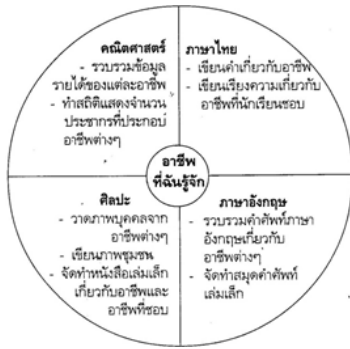 คณิตศาสตร์
- รวบรวมข้อมูล
รายได้ของแต่ละอาชีพ
- ทำสถิติแสดงจำนวน
ประชากรที่ประกอบ
อาชีพต่างๆ
ภาษาไทย
- เขียนคำเกี่ยวกับอาชีพ
- เขียนเรียงความเกี่ยวกับ
อาชีพที่นักเรียนชอบ
อาชีพ
ที่ฉันรู้จัก
ศิลปะ
- วาดภาพบุคคลจาก
อาชีพต่างๆ
- เขียนภาพชุมชน
- จัดทำหนังสือเล่มเล็ก
เกี่ยวกับอาชีพและ
อาชีพที่ชอบ
ภาษาอังกฤษ
- รวบรวมคำศัพท์ภาษา
อังกฤษเกี่ยวกับ
อาชีพต่างๆ
- จัดทำสมุดคำศัพท์
เล่มเล็ก